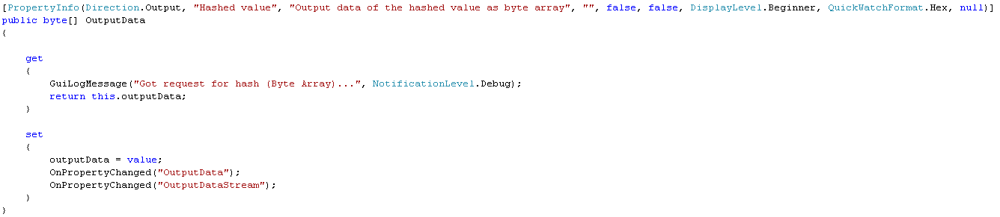 [PropertyInfo(Direction.Output, "Hashed value", "Output data of the hashed value as byte array", "", false, false, DisplayLevel.Beginner, QuickWatchFormat.Hex, null)]
public byte[] OutputData
{
get
{
GuiLogMessage("Got request for hash (Byte Array)...", NotificationLevel.Debug);
return this.outputData;
}
set
{
outputData = value;
OnPropertyChanged("OutputData");
OnPropertyChanged("OutputDataStream");
}
}